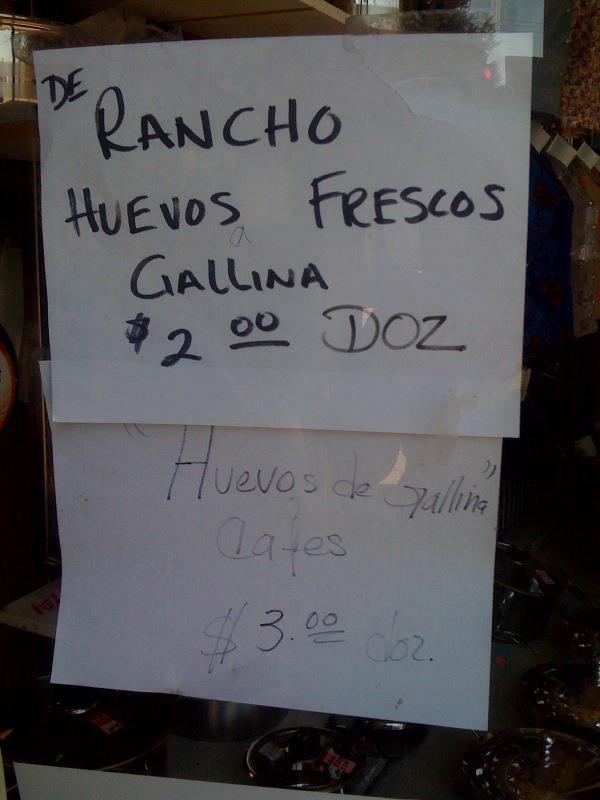 DE
RANCHO
HUEVOS FRESCOS
GALLINA
$2 00 DOZ
"Huevos de Gallina"
Cafes
$3.00 doz.